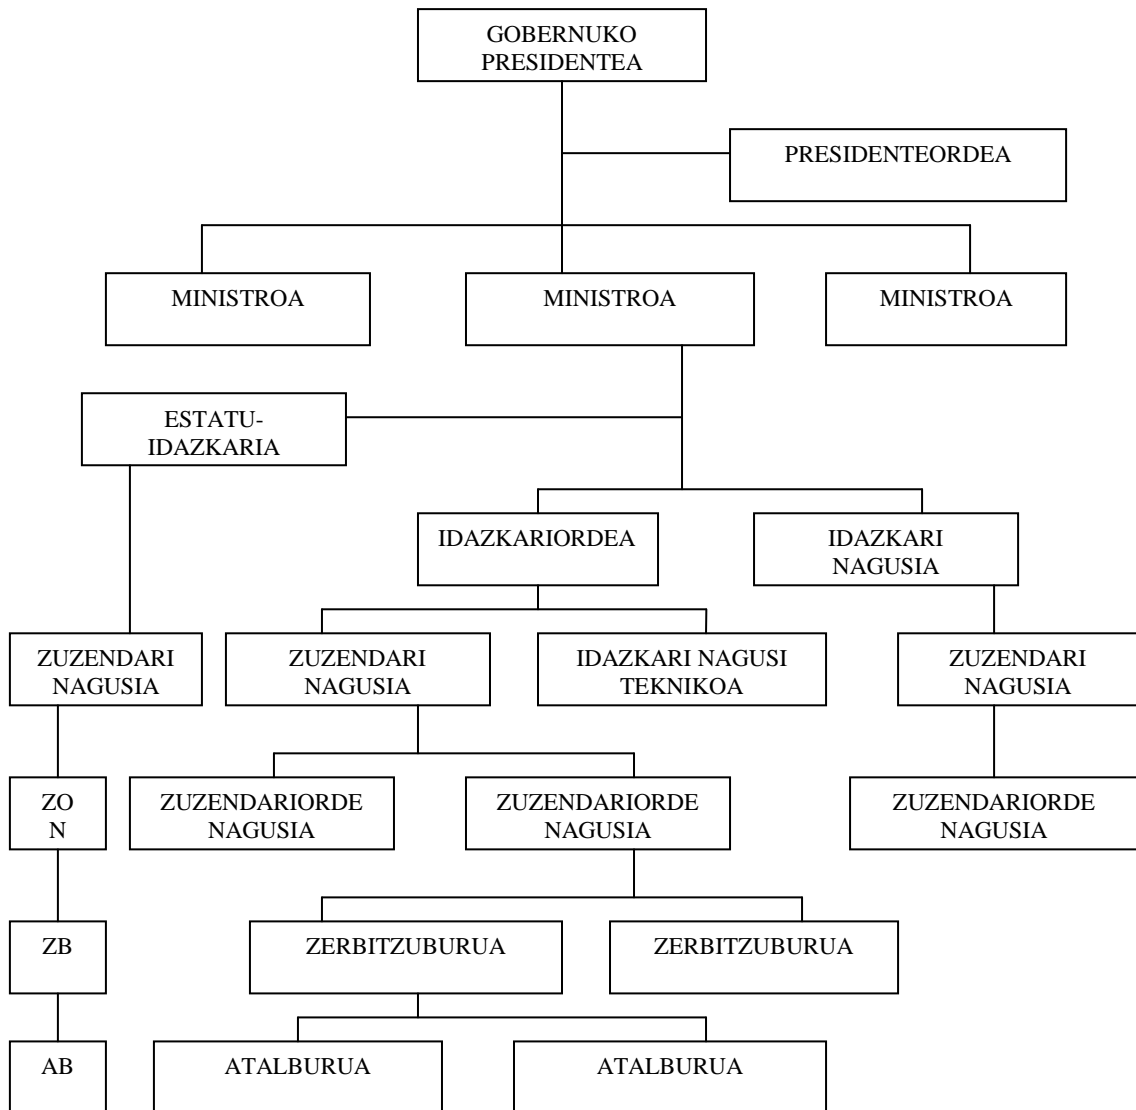 GOBERNUKO
PRESIDENTEA
PRESIDENTEORDEA
MINISTROA
MINISTROA
MINISTROA
ESTATU-
IDAZKARIA
IDAZKARIORDEA
IDAZKARI
NAGUSIA
ZUZENDARI
NAGUSIA
ZUZENDARI
NAGUSIA
IDAZKARI NAGUSI
TEKNIKOA
ZUZENDARI
NAGUSIA
ZO
N
ZUZENDARIORDE
NAGUSIA
ZUZENDARIORDE
NAGUSIA
ZUZENDARIORDE
NAGUSIA
ZB
ZERBITZUBURUA
ZERBITZUBURUA
AB
ATALBURUA
ATALBURUA